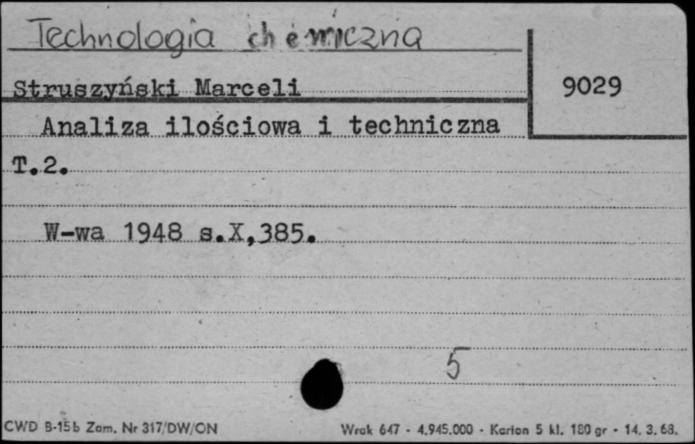 Technologia chemiczna
Struszyński Marceli
9029
Analiza ilościowa i techniczna
T.2.
W-wa 1948 s.X,385.
5
CWD B-15b Zam. Nr 317/DW/ON
Wrak 647 - 4.945.000 - Karton 5 kl. 180 gr - 14. 3. 68.